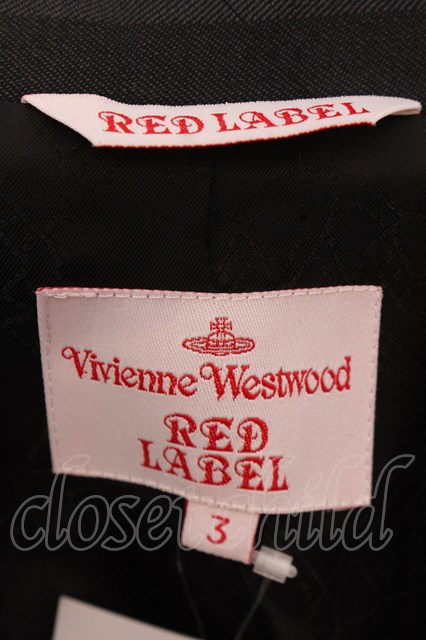 RED LABEL
Vivienne Westwood
RED
LABEL
closet child
3